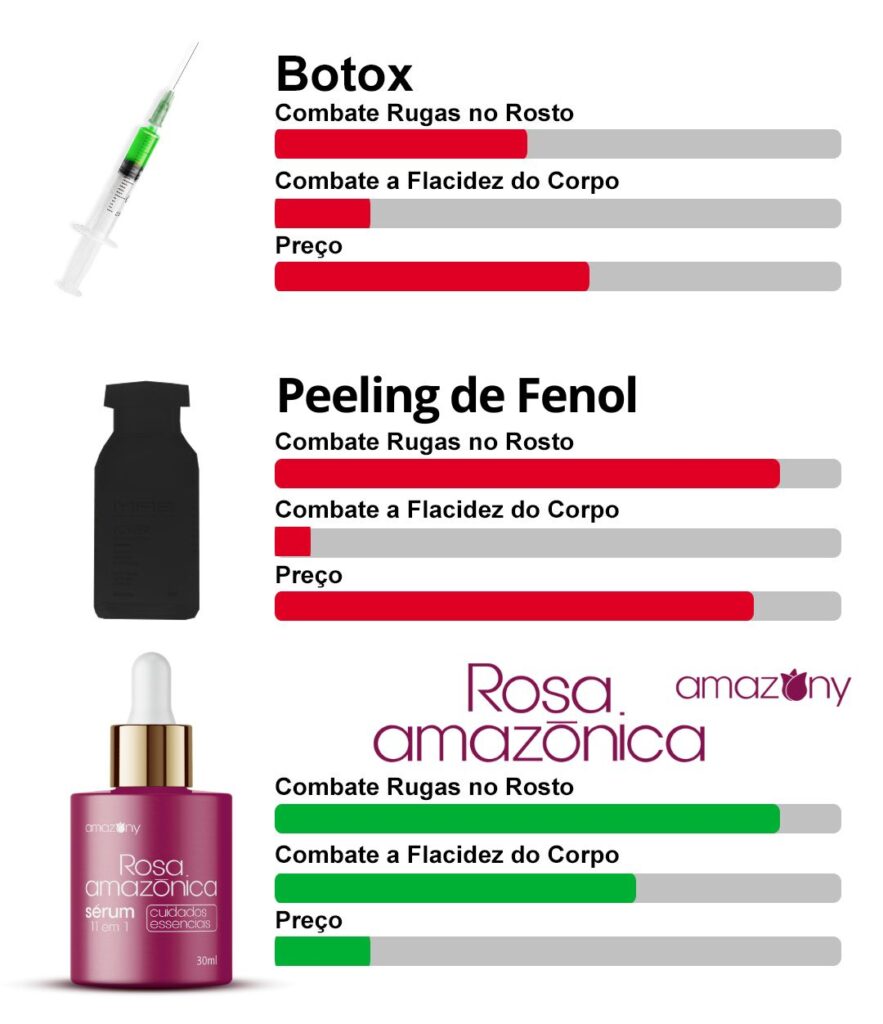 Botox
Combate Rugas no Rosto
Combate a Flacidez do Corpo
Preço
Peeling de Fenol
Combate Rugas no Rosto
Combate a Flacidez do Corpo
Preço
Rosa
amazōnica
amazony
Combate Rugas no Rosto
Combate a Flacidez do Corpo
Preço
amazony
Rosa
amazōnica
sérum
11 em 1
cuidados
essenciais
30ml